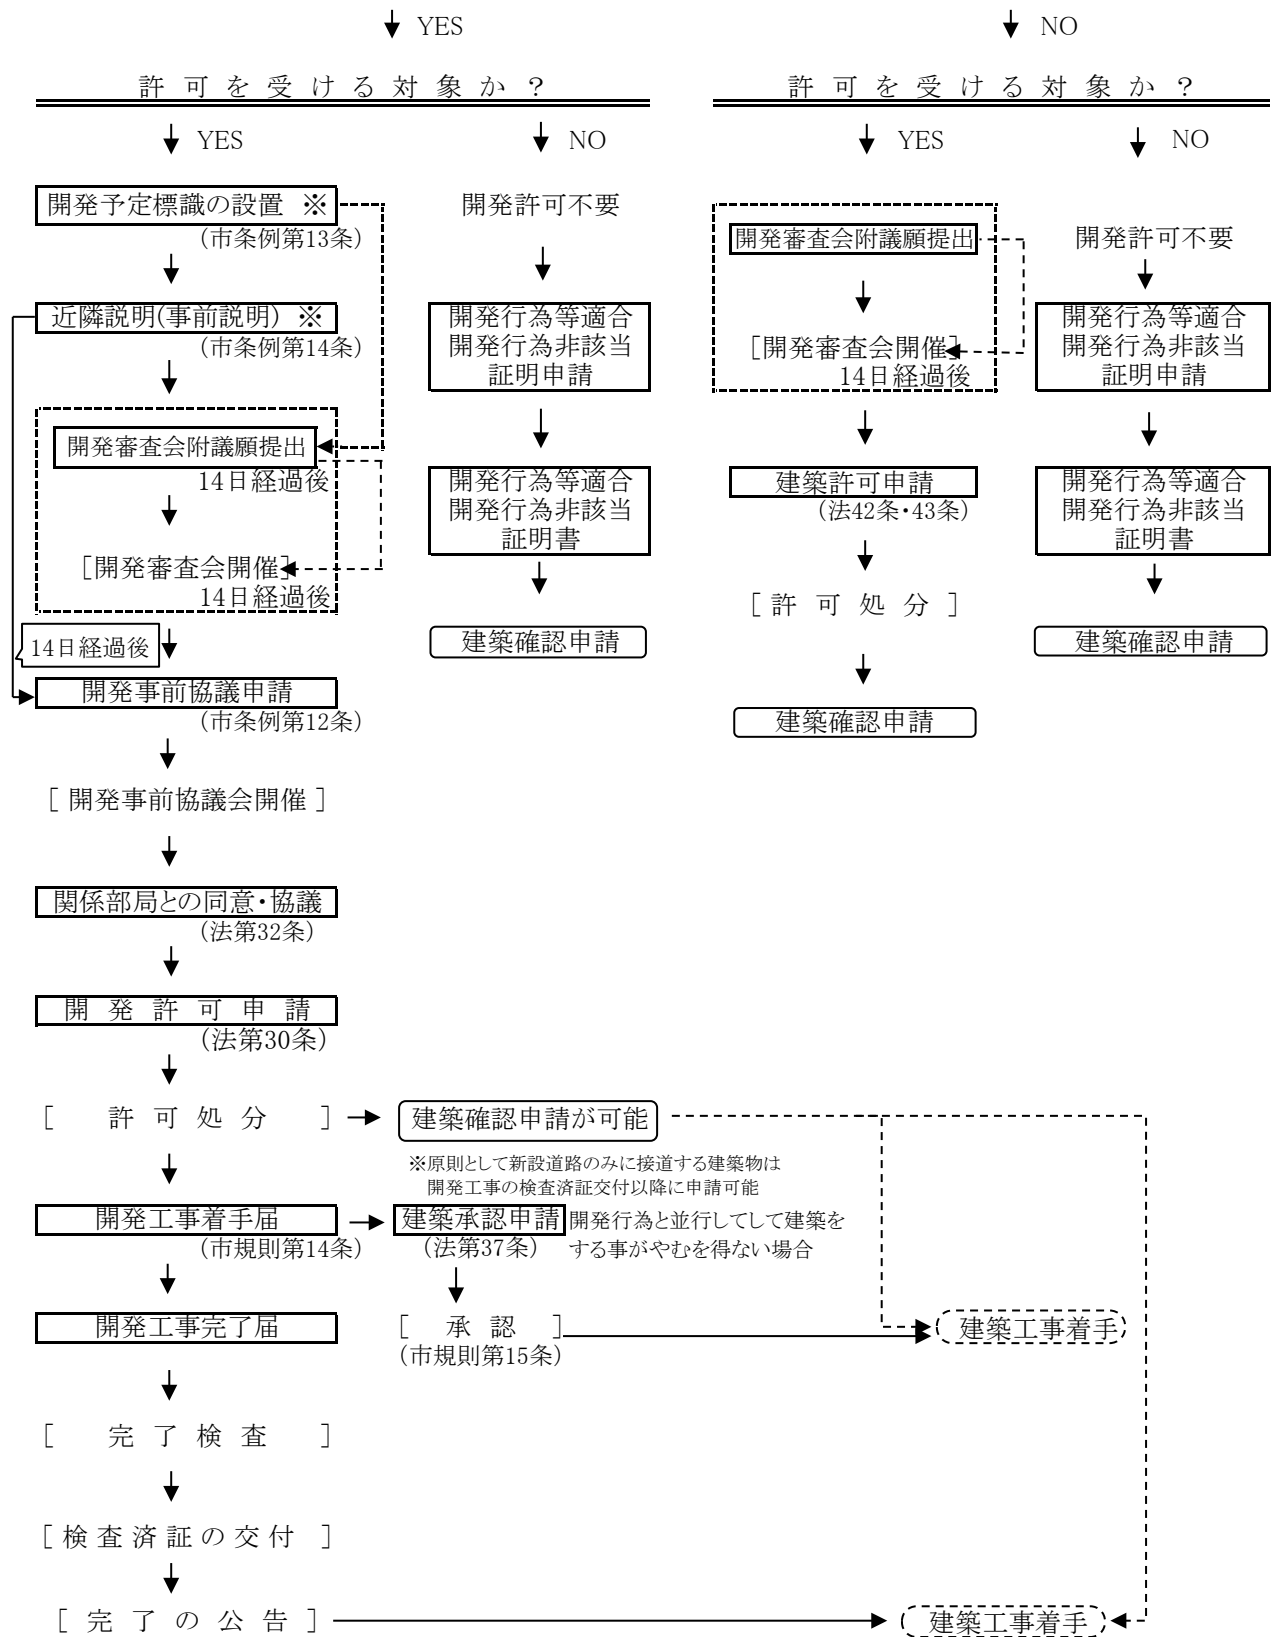 YES
NO
許可を受ける対象か?
許可を受ける対象か?
YES
NO
YES
NO
開発予定標識の設置 ※
(市条例第13条)
近隣説明(事前説明) ※
(市条例第14条)
開発審査会附議願提出
14日経過後
[開発審査会開催]
14日経過後
14日経過後
開発事前協議申請
(市条例第12条)
[開発事前協議会開催]
関係部局との同意・協議
(法第32条)
開発許可申請
(法第30条)
[ 許可処分 ]
開発工事着手届
(市規則第14条)
開発工事完了届
[ 完了検査 ]
[検査済証の交付 ]
[完了の公告]
開発許可不要
開発行為等適合
開発行為非該当
証明申請
開発行為等適合
開発行為非該当
証明書
建築確認申請
建築確認申請が可能
※原則として新設道路のみに接道する建築物は
開発工事の検査済証交付以降に申請可能
建築承認申請
(法第37条)
開発行為と並行してして建築を
する事がやむを得ない場合
[ 承認 ]
(市規則第15条)
建築工事着手
建築工事着手
開発審査会附議願提出
[開発審査会開催]
14日経過後
建築許可申請
(法42条・43条)
[許可処分]
建築確認申請
開発許可不要
開発行為等適合
開発行為非該当
証明申請
開発行為等適合
開発行為非該当
証明書
建築確認申請